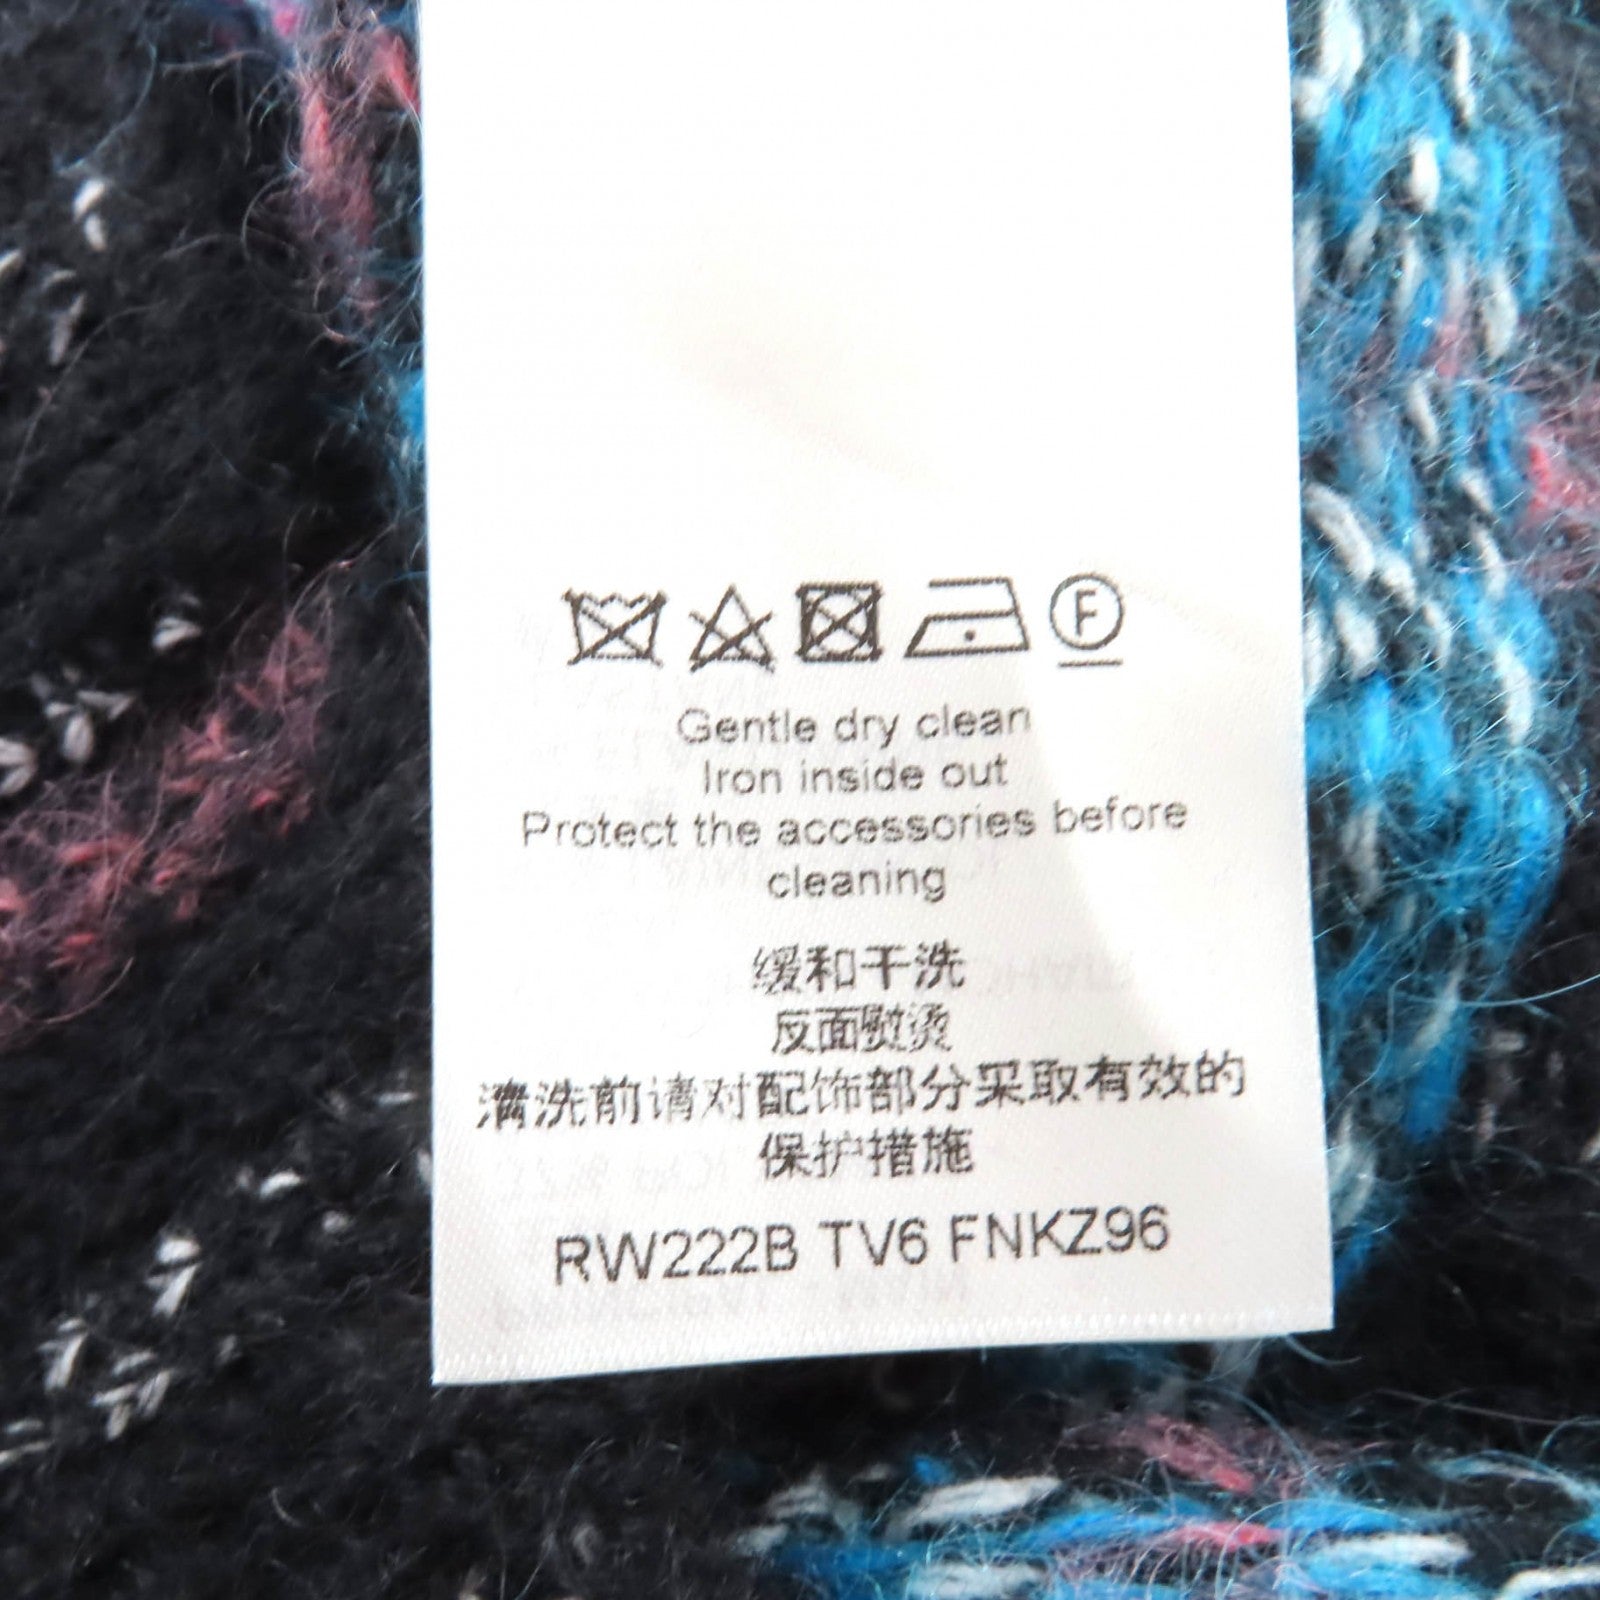 F
Gentle dry clean
Iron inside out
Protect the accessories before
cleaning
缓和干洗
反面熨烫
清洗前请对配饰部分采取有效的
保护措施
RW222B TV6 FNKZ96